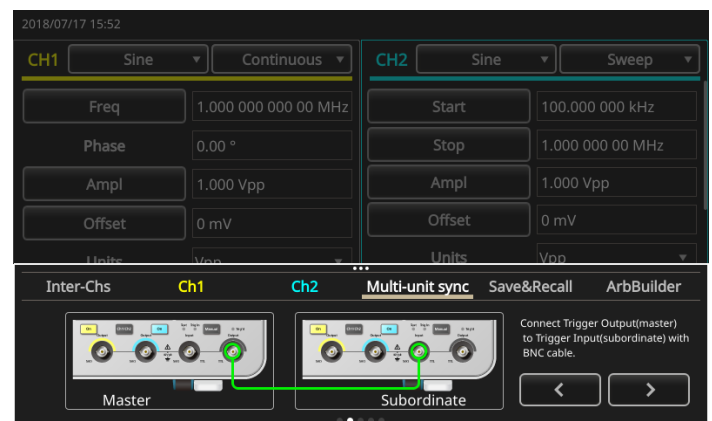 2018/07/17 15:52
CH1 Sine Continuous CH2 Sine Sweep
Freq 1.000 000 000 00 MHz Start 100.000 000 kHz
Phase 0.00 ° Stop 1.000 000 00 MHz
Ampl 1.000 Vpp Ampl 1.000 Vpp
Offset 0 mV Offset 0 mV
Units Vpp Units Vpp
Inter-Chs Ch1 Ch2 Multi-unit sync Save&Recall ArbBuilder
Connect Trigger Output(master)
to Trigger Input(subordinate) with
BNC cable.
Master Subordinate